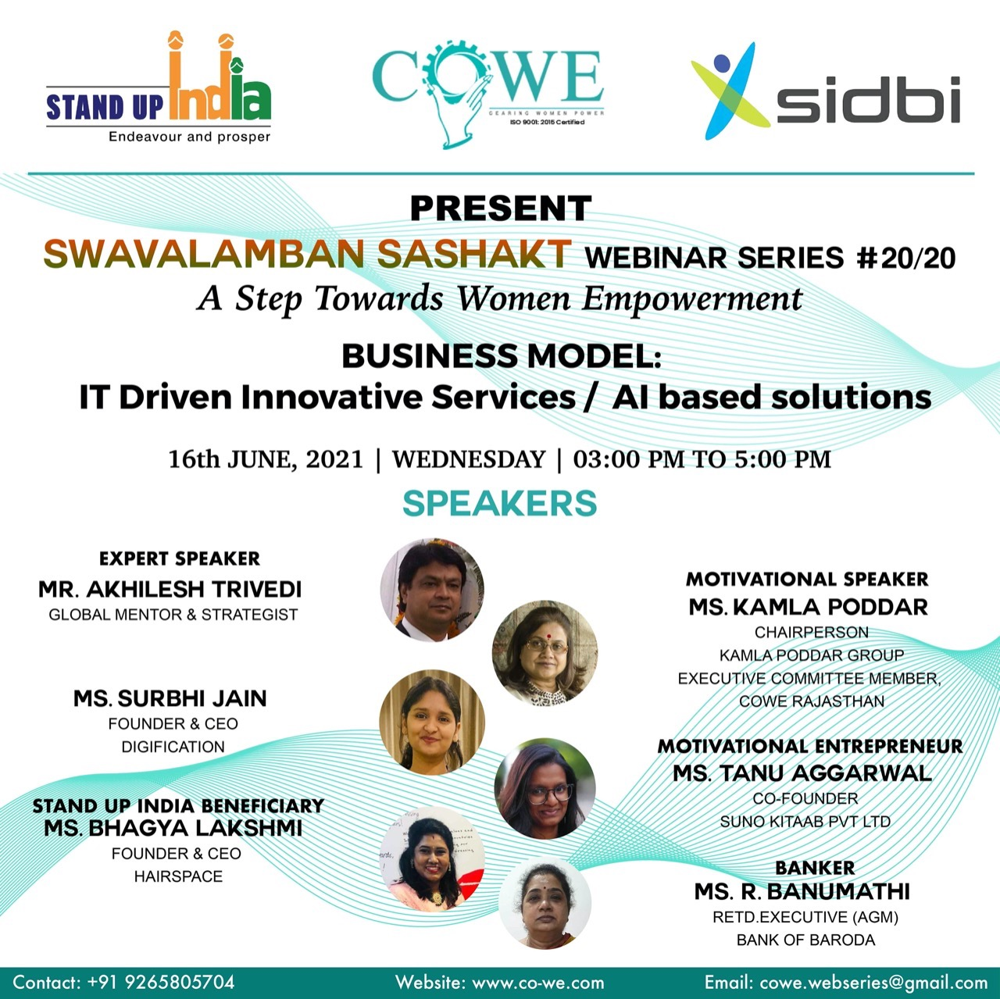 STAND UP India
Endeavour and prosper
COWE
GEARING WOMEN POWER
ISO 9001: 2015 Certified
sidbi
PRESENT
SWAVALAMBAN SASHAKT WEBINAR SERIES #20/20
A Step Towards Women Empowerment
BUSINESS MODEL:
IT Driven Innovative Services / AI based solutions
16th JUNE, 2021 | WEDNESDAY | 03:00 PM TO 5:00 PM
SPEAKERS
EXPERT SPEAKER
MR. AKHILESH TRIVEDI
GLOBAL MENTOR & STRATEGIST
MOTIVATIONAL SPEAKER
MS. KAMLA PODDAR
CHAIRPERSON
KAMLA PODDAR GROUP
EXECUTIVE COMMITTEE MEMBER,
COWE RAJASTHAN
MS. SURBHI JAIN
FOUNDER & CEO
DIGIFICATION
MOTIVATIONAL ENTREPRENEUR
MS. TANU AGGARWAL
CO-FOUNDER
SUNO KITAAB PVT LTD
STAND UP INDIA BENEFICIARY
MS. BHAGYA LAKSHMI
FOUNDER & CEO
HAIRSPACE
BANKER
MS. R. BANUMATHI
RETD.EXECUTIVE (AGM)
BANK OF BARODA
Contact: +91 9265805704
Website: www.co-we.com
Email: cowe.webseries@gmail.com